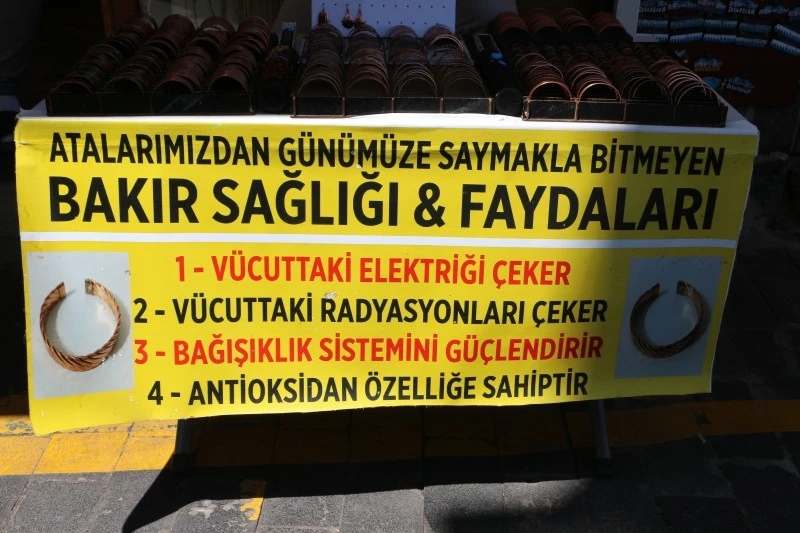 ATALARIMIZDAN GÜNÜMÜZE SAYMAKLA BİTMEYEN
BAKIR SAĞLIĞI & FAYDALARI
1 - VÜCUTTAKİ ELEKTRİĞİ ÇEKER
2 - VÜCUTTAKİ RADYASYONLARI ÇEKER
3 - BAĞIŞIKLIK SİSTEMİNİ GÜÇLENDİRİR
4 - ANTİOKSİDAN ÖZELLİĞE SAHİPTİR